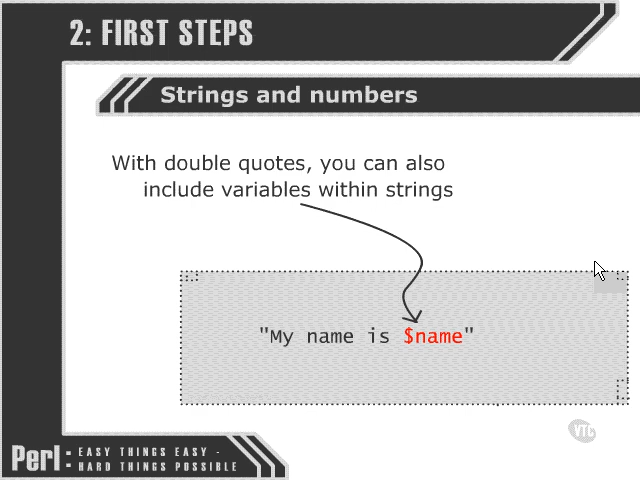 2: FIRST STEPS
Strings and numbers
With double quotes, you can also
include variables within strings
"My name is $name"
VTC
Perl: EASY THINGS EASY -
HARD THINGS POSSIBLE